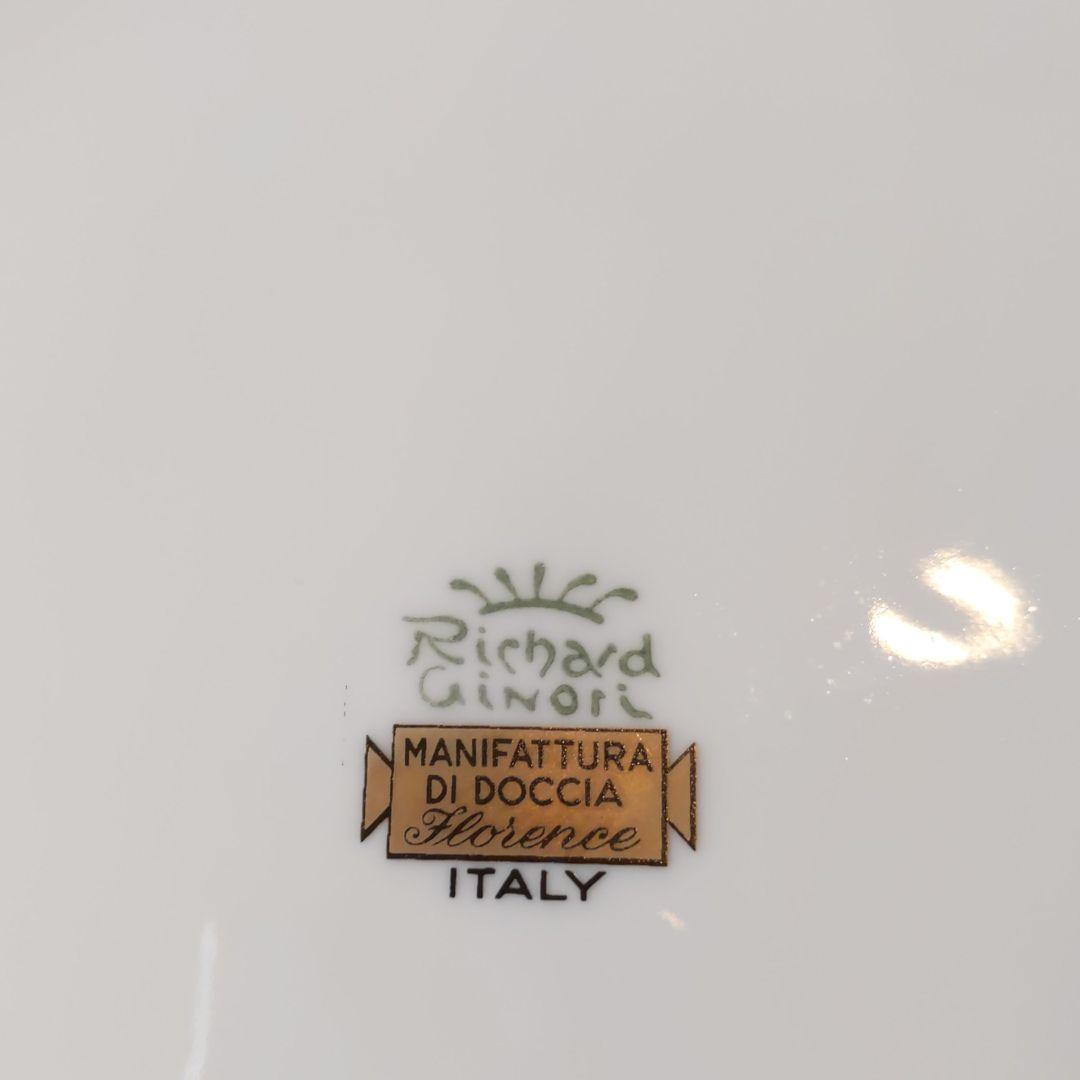 Richard
Ginori
MANIFATTURA
DI DOCCIA
Florence
ITALY